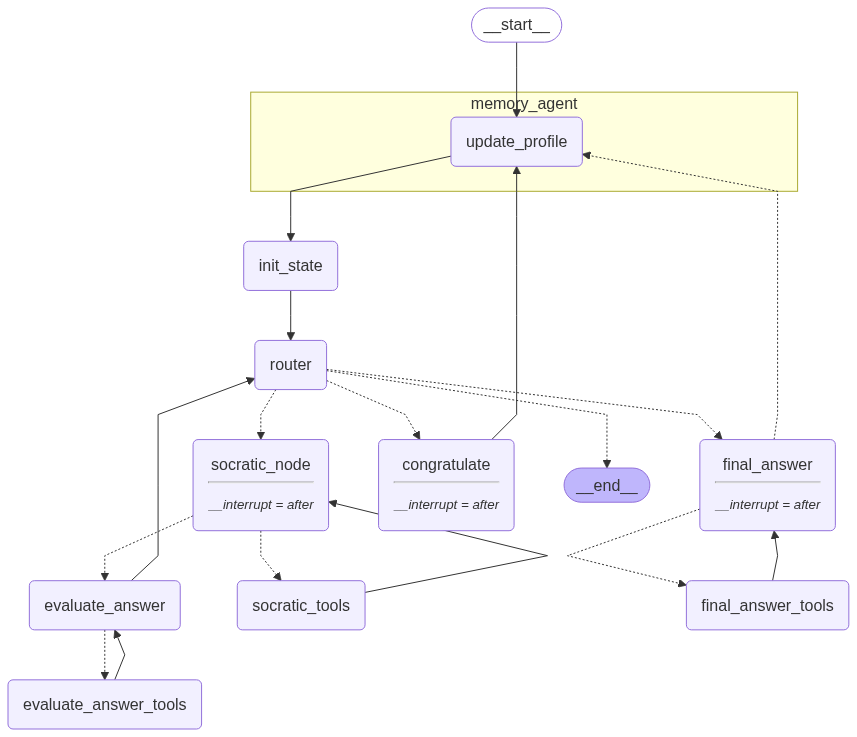 __start__
memory_agent
update_profile
init_state
router
socratic_node
__interrupt = after
congratulate
__interrupt = after
__end__
final_answer
__interrupt = after
evaluate_answer
socratic_tools
final_answer_tools
evaluate_answer_tools